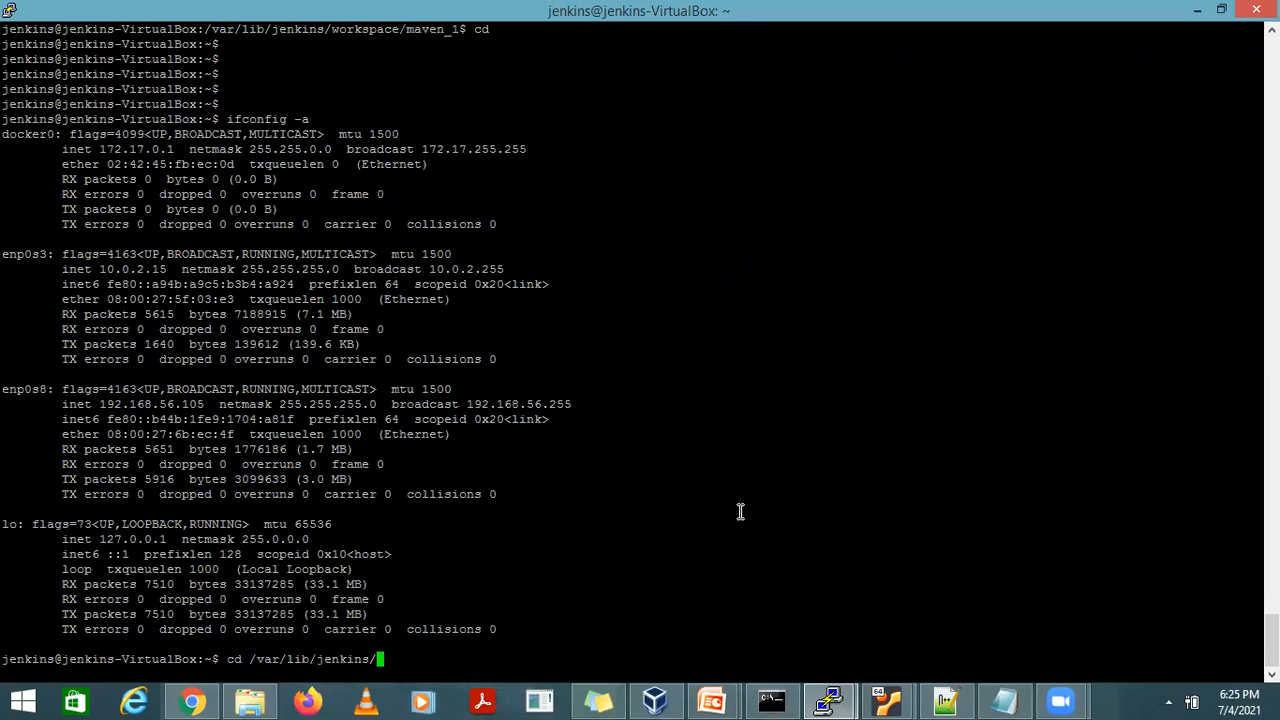 jenkins@jenkins-VirtualBox: ~
jenkins@jenkins-VirtualBox:/var/lib/jenkins/workspace/maven_1$ cd
jenkins@jenkins-VirtualBox:~$
jenkins@jenkins-VirtualBox:~$
jenkins@jenkins-VirtualBox:~$
jenkins@jenkins-VirtualBox:~$
jenkins@jenkins-VirtualBox:~$
jenkins@jenkins-VirtualBox:~$ ifconfig -a
docker0: flags=4099<UP,BROADCAST,MULTICAST>  mtu 1500
inet 172.17.0.1  netmask 255.255.0.0  broadcast 172.17.255.255
ether 02:42:45:fb:ec:0d  txqueuelen 0  (Ethernet)
RX packets 0  bytes 0 (0.0 B)
RX errors 0  dropped 0  overruns 0  frame 0
TX packets 0  bytes 0 (0.0 B)
TX errors 0  dropped 0 overruns 0  carrier 0  collisions 0
enp0s3: flags=4163<UP,BROADCAST,RUNNING,MULTICAST>  mtu 1500
inet 10.0.2.15  netmask 255.255.255.0  broadcast 10.0.2.255
inet6 fe80::a94b:a9c5:b3b4:a924  prefixlen 64  scopeid 0x20<link>
ether 08:00:27:5f:03:e3  txqueuelen 1000  (Ethernet)
RX packets 5615  bytes 7188915 (7.1 MB)
RX errors 0  dropped 0  overruns 0  frame 0
TX packets 1640  bytes 139612 (139.6 KB)
TX errors 0  dropped 0 overruns 0  carrier 0  collisions 0
enp0s8: flags=4163<UP,BROADCAST,RUNNING,MULTICAST>  mtu 1500
inet 192.168.56.105  netmask 255.255.255.0  broadcast 192.168.56.255
inet6 fe80::b44b:1fe9:1704:a81f  prefixlen 64  scopeid 0x20<link>
ether 08:00:27:6b:ec:4f  txqueuelen 1000  (Ethernet)
RX packets 5651  bytes 1776186 (1.7 MB)
RX errors 0  dropped 0  overruns 0  frame 0
TX packets 5916  bytes 3099633 (3.0 MB)
TX errors 0  dropped 0 overruns 0  carrier 0  collisions 0
lo: flags=73<UP,LOOPBACK,RUNNING>  mtu 65536
inet 127.0.0.1  netmask 255.0.0.0
inet6 ::1  prefixlen 128  scopeid 0x10<host>
loop  txqueuelen 1000  (Local Loopback)
RX packets 7510  bytes 33137285 (33.1 MB)
RX errors 0  dropped 0  overruns 0  frame 0
TX packets 7510  bytes 33137285 (33.1 MB)
TX errors 0  dropped 0 overruns 0  carrier 0  collisions 0
jenkins@jenkins-VirtualBox:~$ cd /var/lib/jenkins/
64
6:25 PM
7/4/2021